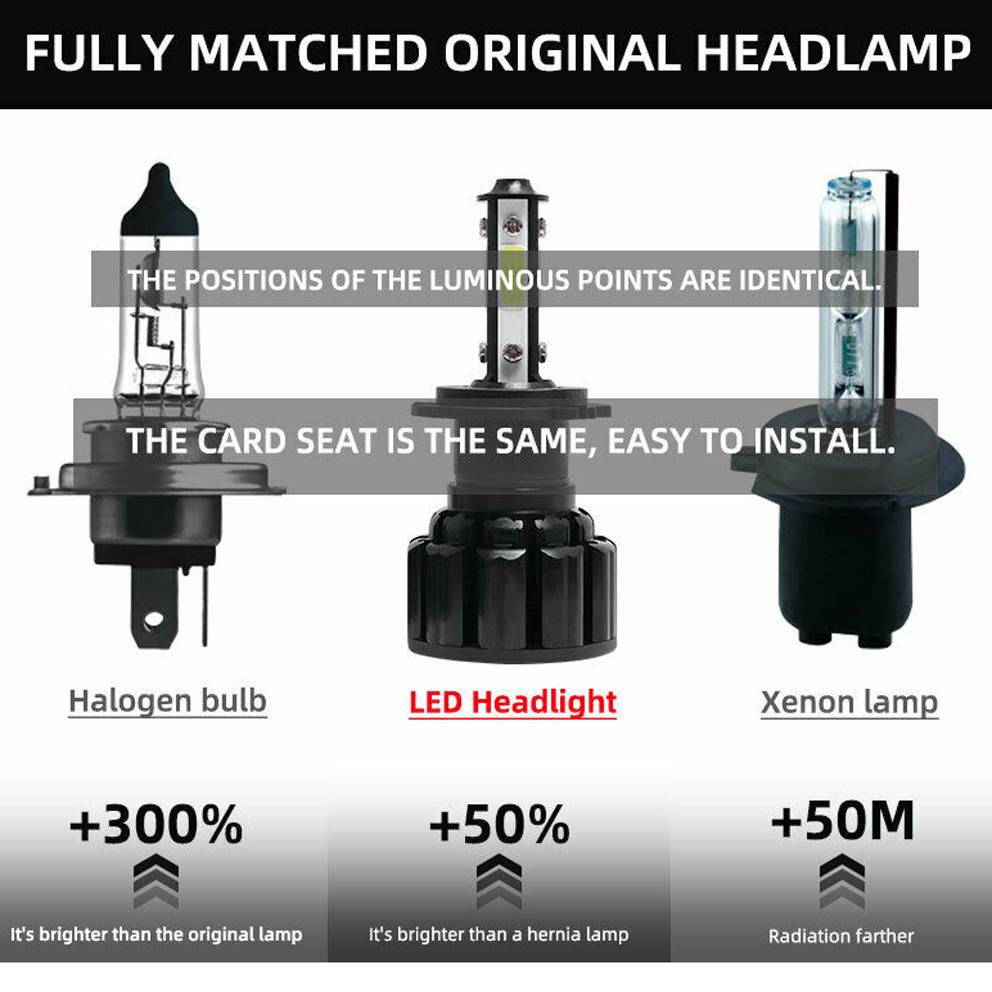 FULLY MATCHED ORIGINAL HEADLAMP
THE POSITIONS OF THE LUMINOUS POINTS ARE IDENTICAL.
THE CARD SEAT IS THE SAME, EASY TO INSTALL.
Halogen bulb
LED Headlight
Xenon lamp
+300%
+50%
+50M
It's brighter than the original lamp
It's brighter than a hernia lamp
Radiation farther